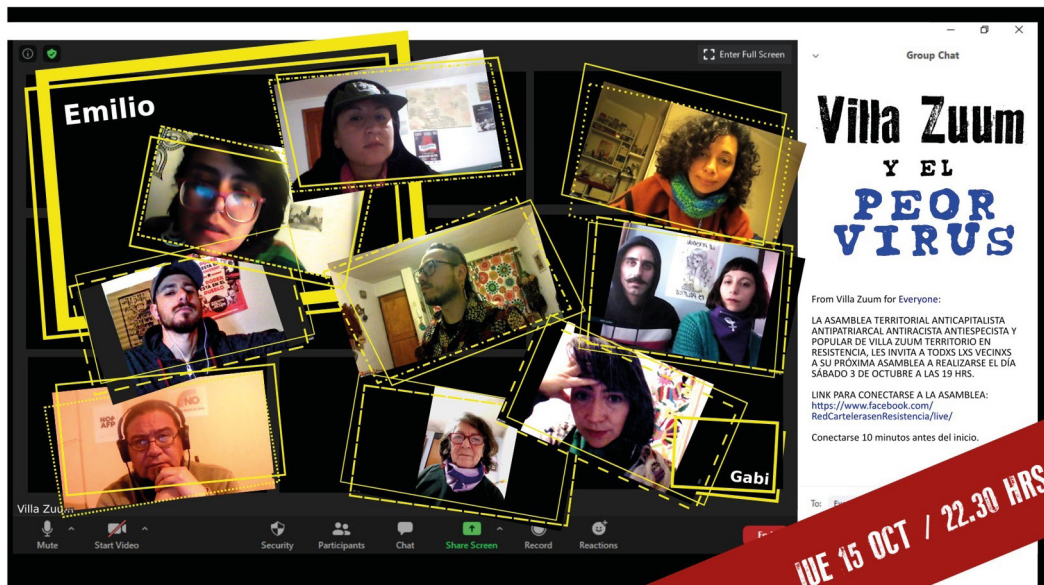 Enter Full Screen
Group Chat
Emilio
Villa Zuum
Y EL
PEOR
VIRUS
NO+
AFP
NO
From Villa Zuum for Everyone:
LA ASAMBLEA TERRITORIAL ANTICAPITALISTA
ANTIPATRIARCAL ANTIRACISTA ANTIESPECISTA Y
POPULAR DE VILLA ZUUM TERRITORIO EN
RESISTENCIA, LES INVITA A TODXS LXS VECINXS
A SU PRÓXIMA ASAMBLEA A REALIZARSE EL DÍA
SÁBADO 3 DE OCTUBRE A LAS 19 HRS.
LINK PARA CONECTARSE A LA ASAMBLEA:
https://www.facebook.com/
RedCartelerasenResistencia/live/
Conectarse 10 minutos antes del inicio.
Gabi
Villa Zuum
To:
Mute
Start Video
Security
Participants
Chat
Share Screen
Record
Reactions
JUE 15 OCT / 22.30 HRS